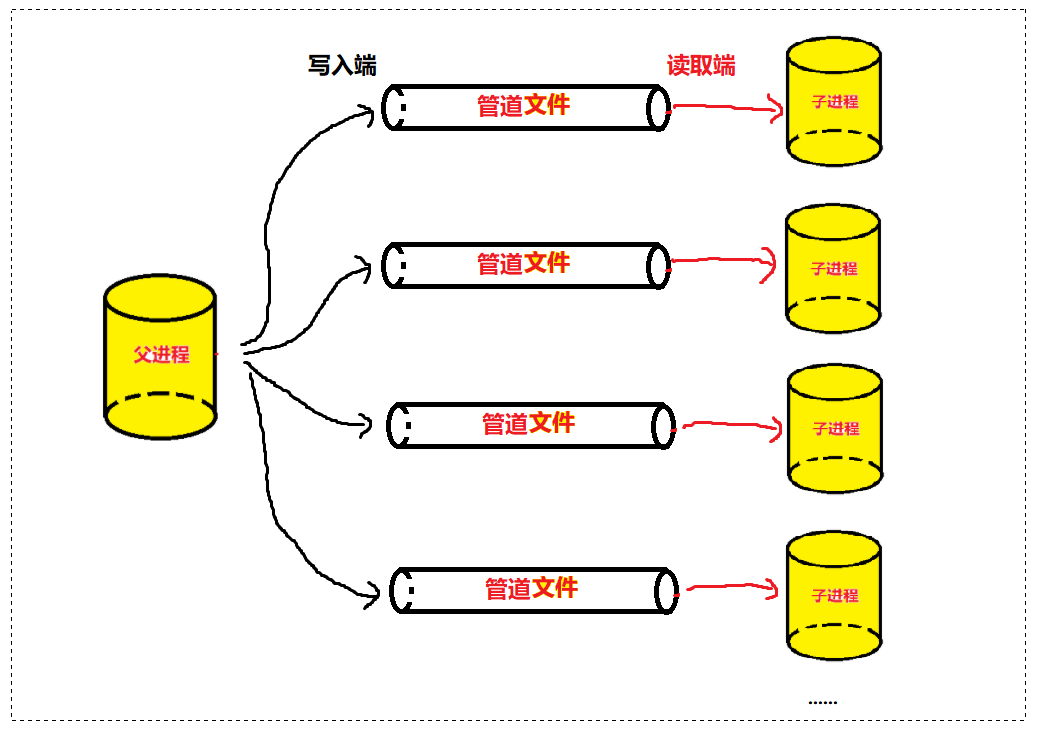 写入端
读取端
管道文件
子进程
管道文件
子进程
父进程
管道文件
子进程
管道文件
子进程
......